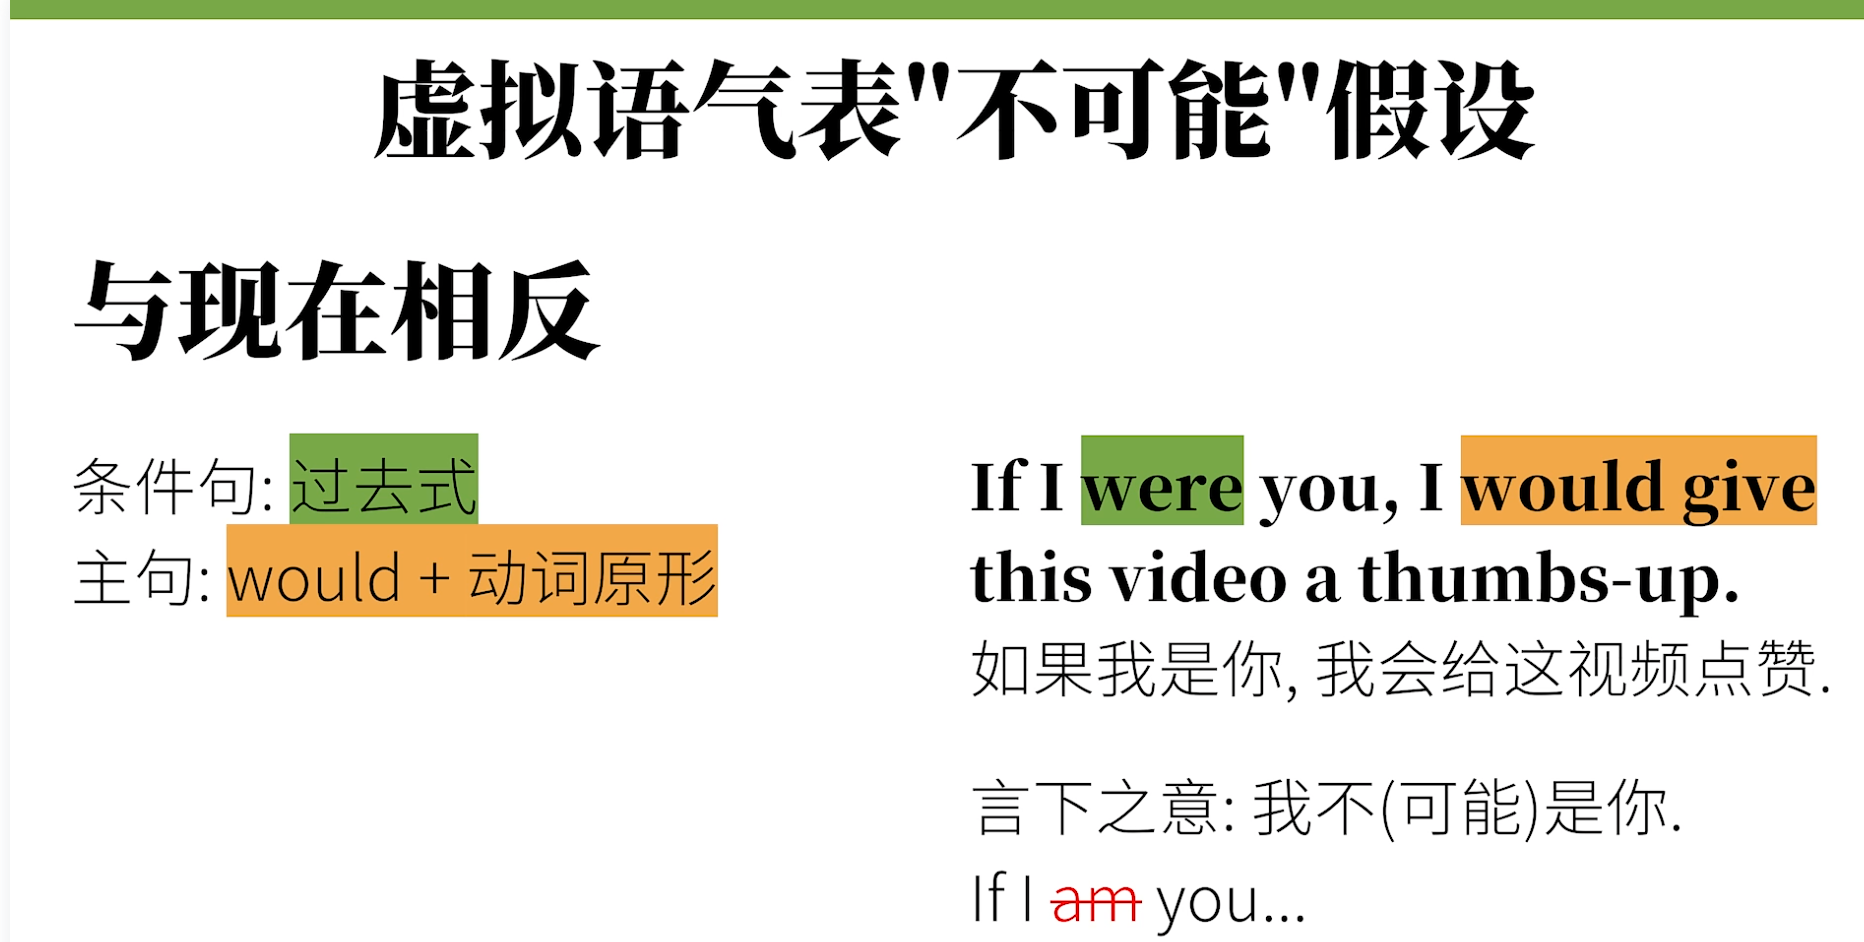 虚拟语气表"不可能"假设
与现在相反
条件句: 过去式
主句: would + 动词原形
If I were you, I would give
this video a thumbs-up.
如果我是你, 我会给这视频点赞.
言下之意: 我不(可能)是你.
If I am you...